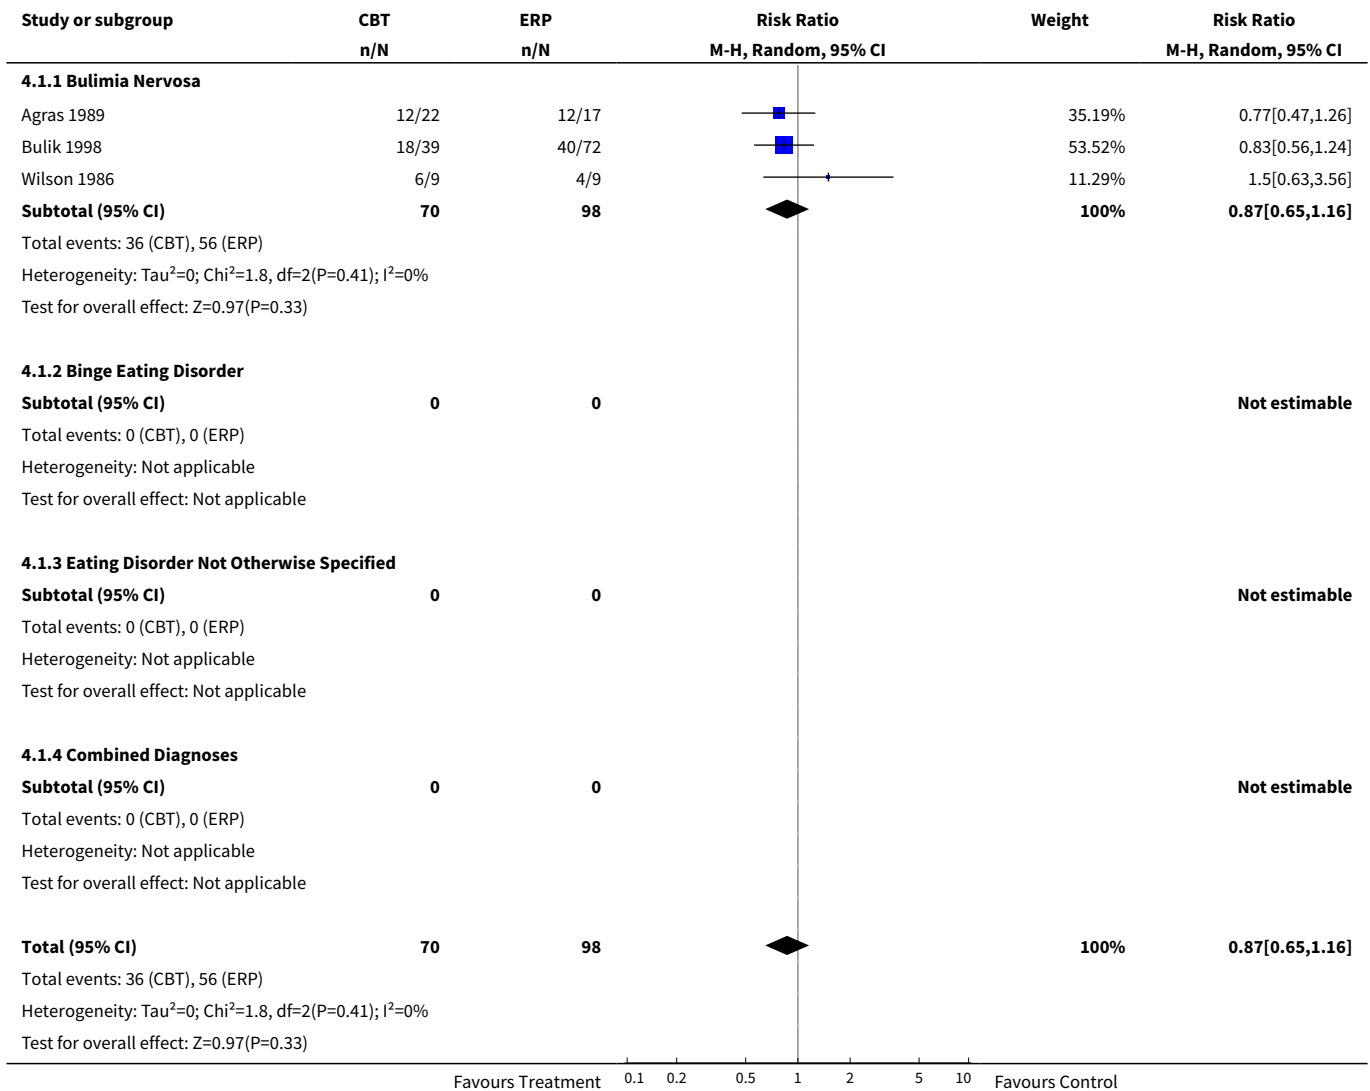 Study or subgroup CBT ERP Risk Ratio Weight Risk Ratio
n/N n/N M-H, Random, 95% CI M-H, Random, 95% CI
4.1.1 Bulimia Nervosa
Agras 1989 12/22 12/17 35.19% 0.77[0.47,1.26]
Bulik 1998 18/39 40/72 53.52% 0.83[0.56,1.24]
Wilson 1986 6/9 4/9 11.29% 1.5[0.63,3.56]
Subtotal (95% CI) 70 98 100% 0.87[0.65,1.16]
Total events: 36 (CBT), 56 (ERP)
Heterogeneity: Tau²=0; Chi²=1.8, df=2(P=0.41); I²=0%
Test for overall effect: Z=0.97(P=0.33)
4.1.2 Binge Eating Disorder
Subtotal (95% CI) 0 0 Not estimable
Total events: 0 (CBT), 0 (ERP)
Heterogeneity: Not applicable
Test for overall effect: Not applicable
4.1.3 Eating Disorder Not Otherwise Specified
Subtotal (95% CI) 0 0 Not estimable
Total events: 0 (CBT), 0 (ERP)
Heterogeneity: Not applicable
Test for overall effect: Not applicable
4.1.4 Combined Diagnoses
Subtotal (95% CI) 0 0 Not estimable
Total events: 0 (CBT), 0 (ERP)
Heterogeneity: Not applicable
Test for overall effect: Not applicable
Total (95% CI) 70 98 100% 0.87[0.65,1.16]
Total events: 36 (CBT), 56 (ERP)
Heterogeneity: Tau²=0; Chi²=1.8, df=2(P=0.41); I²=0%
Test for overall effect: Z=0.97(P=0.33)
Favours Treatment 0.1 0.2 0.5 1 2 5 10 Favours Control